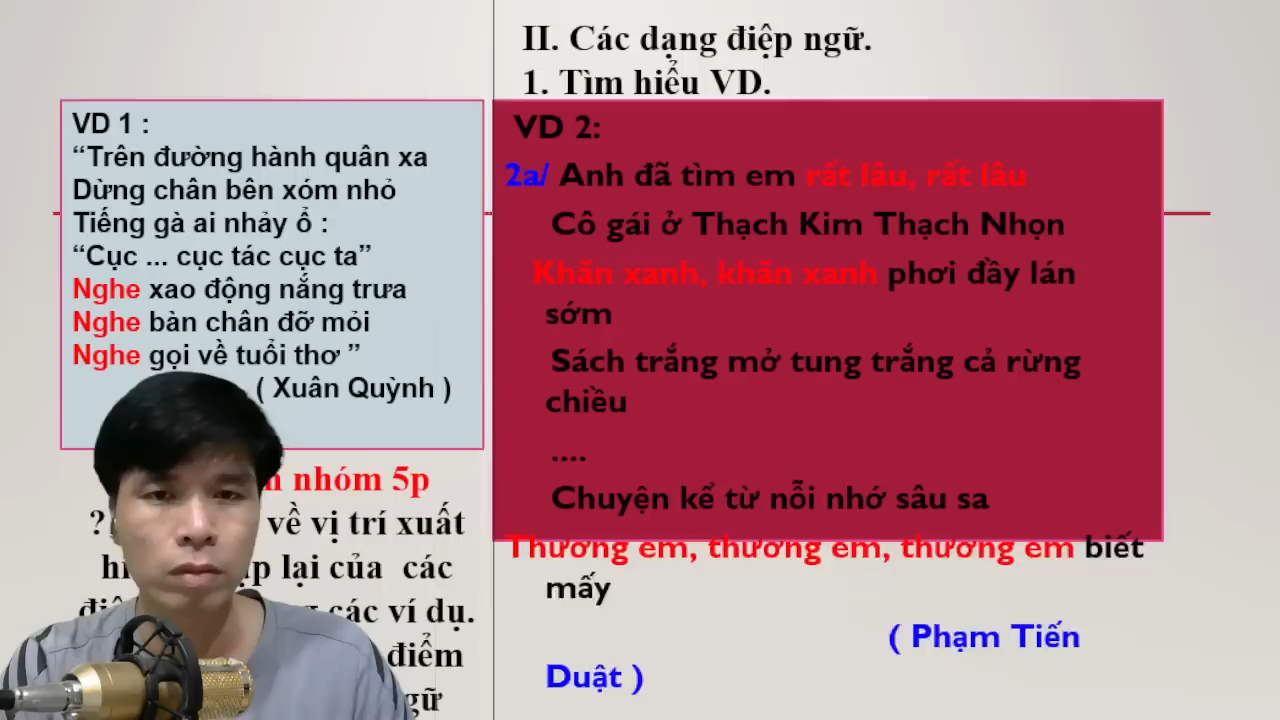 II. Các dạng điệp ngữ.
1. Tìm hiểu VD.
VD 1 :
“Trên đường hành quân xa
Dừng chân bên xóm nhỏ
Tiếng gà ai nhảy ổ :
“Cục ... cục tác cục ta”
Nghe xao động nắng trưa
Nghe bàn chân đỡ mỏi
Nghe gọi về tuổi thơ ”
( Xuân Quỳnh )
nhóm 5p
? về vị trí xuất
lại của các
các ví dụ.
điểm
VD 2:
2a/ Anh đã tìm em rất lâu, rất lâu
Cô gái ở Thạch Kim Thạch Nhọn
Khăn xanh, khăn xanh phơi đầy lán
sớm
Sách trắng mở tung trắng cả rừng
chiều
....
Chuyện kể từ nỗi nhớ sâu sa
Thương em, thương em, thương em biết
mấy
( Phạm Tiến
Duật )